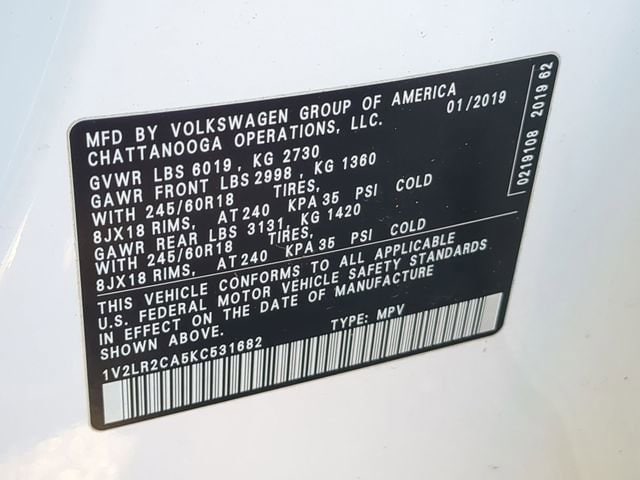 MFD BY VOLKSWAGEN GROUP OF AMERICA
CHATTANOOGA OPERATIONS, LLC. 01/2019
GVWR LBS 6019, KG 2730
GAWR FRONT LBS 2998, KG 1360
WITH 245/60R18 TIRES,
8JX18 RIMS, AT 240 KPA 35 PSI COLD
GAWR REAR LBS 3131, KG 1420
WITH 245/60R18 TIRES,
8JX18 RIMS, AT 240 KPA 35 PSI COLD
THIS VEHICLE CONFORMS TO ALL APPLICABLE
U.S. FEDERAL MOTOR VEHICLE SAFETY STANDARDS
IN EFFECT ON THE DATE OF MANUFACTURE
SHOWN ABOVE. TYPE: MPV
1V2LR2CA5KC531682
0219108 2019 62